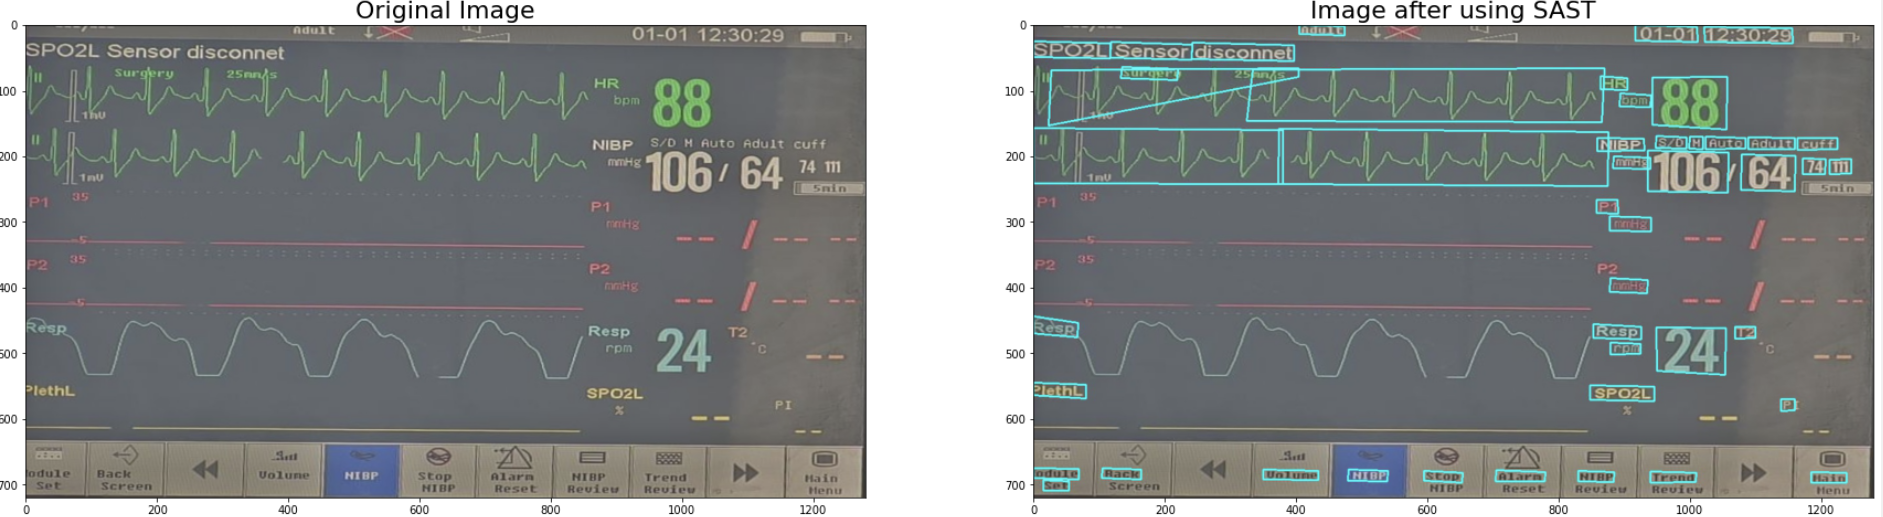 Original Image
Adult 01-01 12:30:29
SPO2L Sensor disconnet
II Surgery 25mm/s HR
bpm 88
1mV
II NIBP S/D M Auto Adult cuff
mmHg 106 / 64 74 111
1mV
5min
P1 35 P1
mmHg
-5 -- / -- --
P2 35 P2
mmHg
-5 -- / -- --
Resp Resp 24 T2
rpm °C
--
PlethL SPO2L
% PI
-- --
odule Set
Back Screen
Volume
NIBP
Stop NIBP
Alarm Reset
NIBP Review
Trend Review
Main Menu
0 100 200 300 400 500 600 700
0 200 400 600 800 1000 1200
Image after using SAST
Adult 01-01 12:30:29
SPO2L Sensor disconnet
II Surgery 25mm/s HR
bpm 88
1mV
NIBP S/D M Auto Adult cuff
mmHg 106 / 64 74 111
1mV
5min
P1 35 P1
mmHg
-5 -- / -- --
P2 35 P2
mmHg
-5 -- / -- --
Resp Resp 24 T2
rpm °C
--
PlethL SPO2L
% PI
-- --
odule Set
Back Screen
Volume
NIBP
Stop NIBP
Alarm Reset
NIBP Review
Trend Review
Main Menu
0 100 200 300 400 500 600 700
0 200 400 600 800 1000 1200